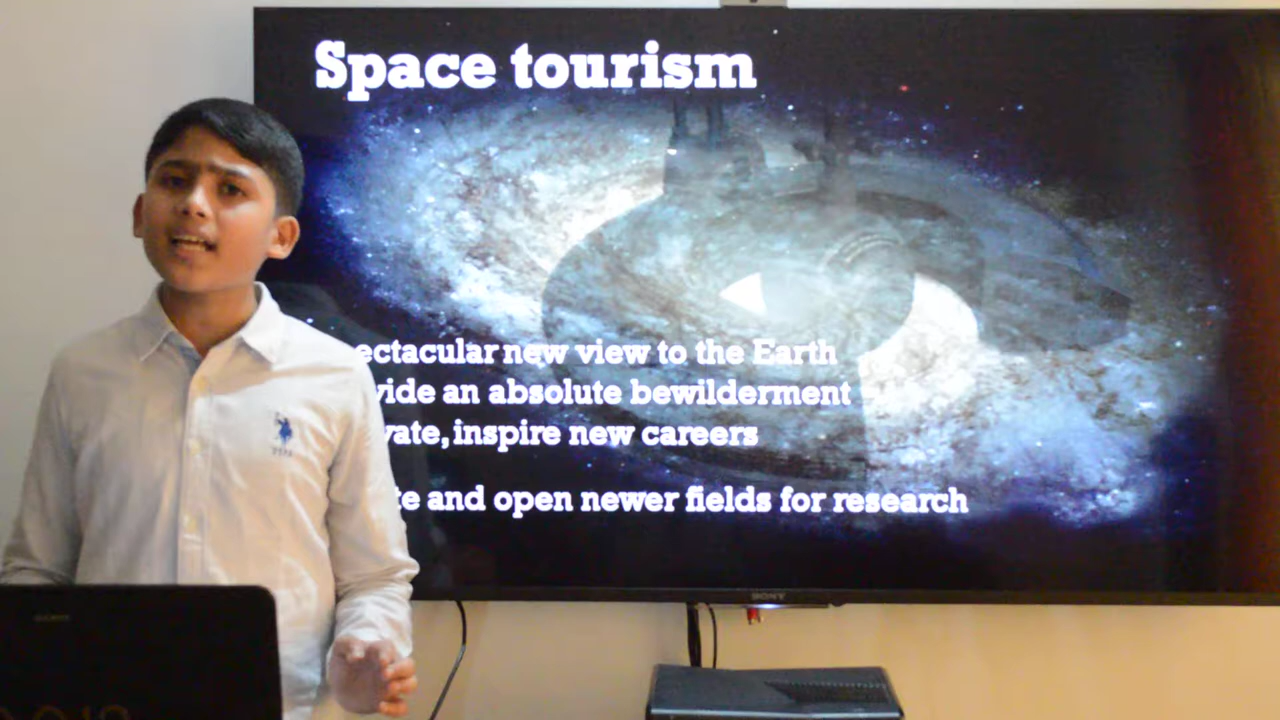 Space tourism
ectacular new view to the Earth
vide an absolute bewilderment
vate, inspire new careers
te and open newer fields for research
SONY